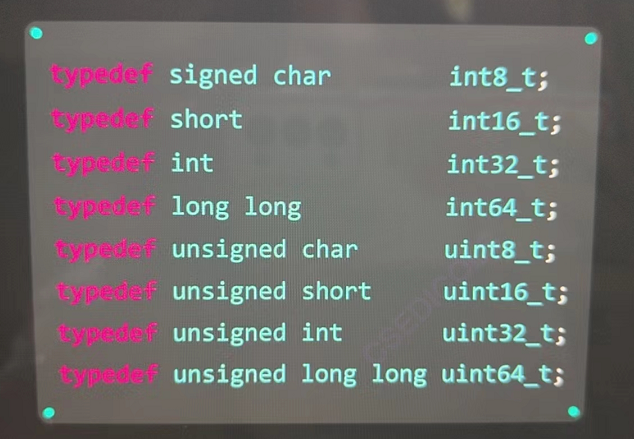 typedef signed char int8_t;
typedef short int16_t;
typedef int int32_t;
typedef long long int64_t;
typedef unsigned char uint8_t;
typedef unsigned short uint16_t;
typedef unsigned int uint32_t;
typedef unsigned long long uint64_t;